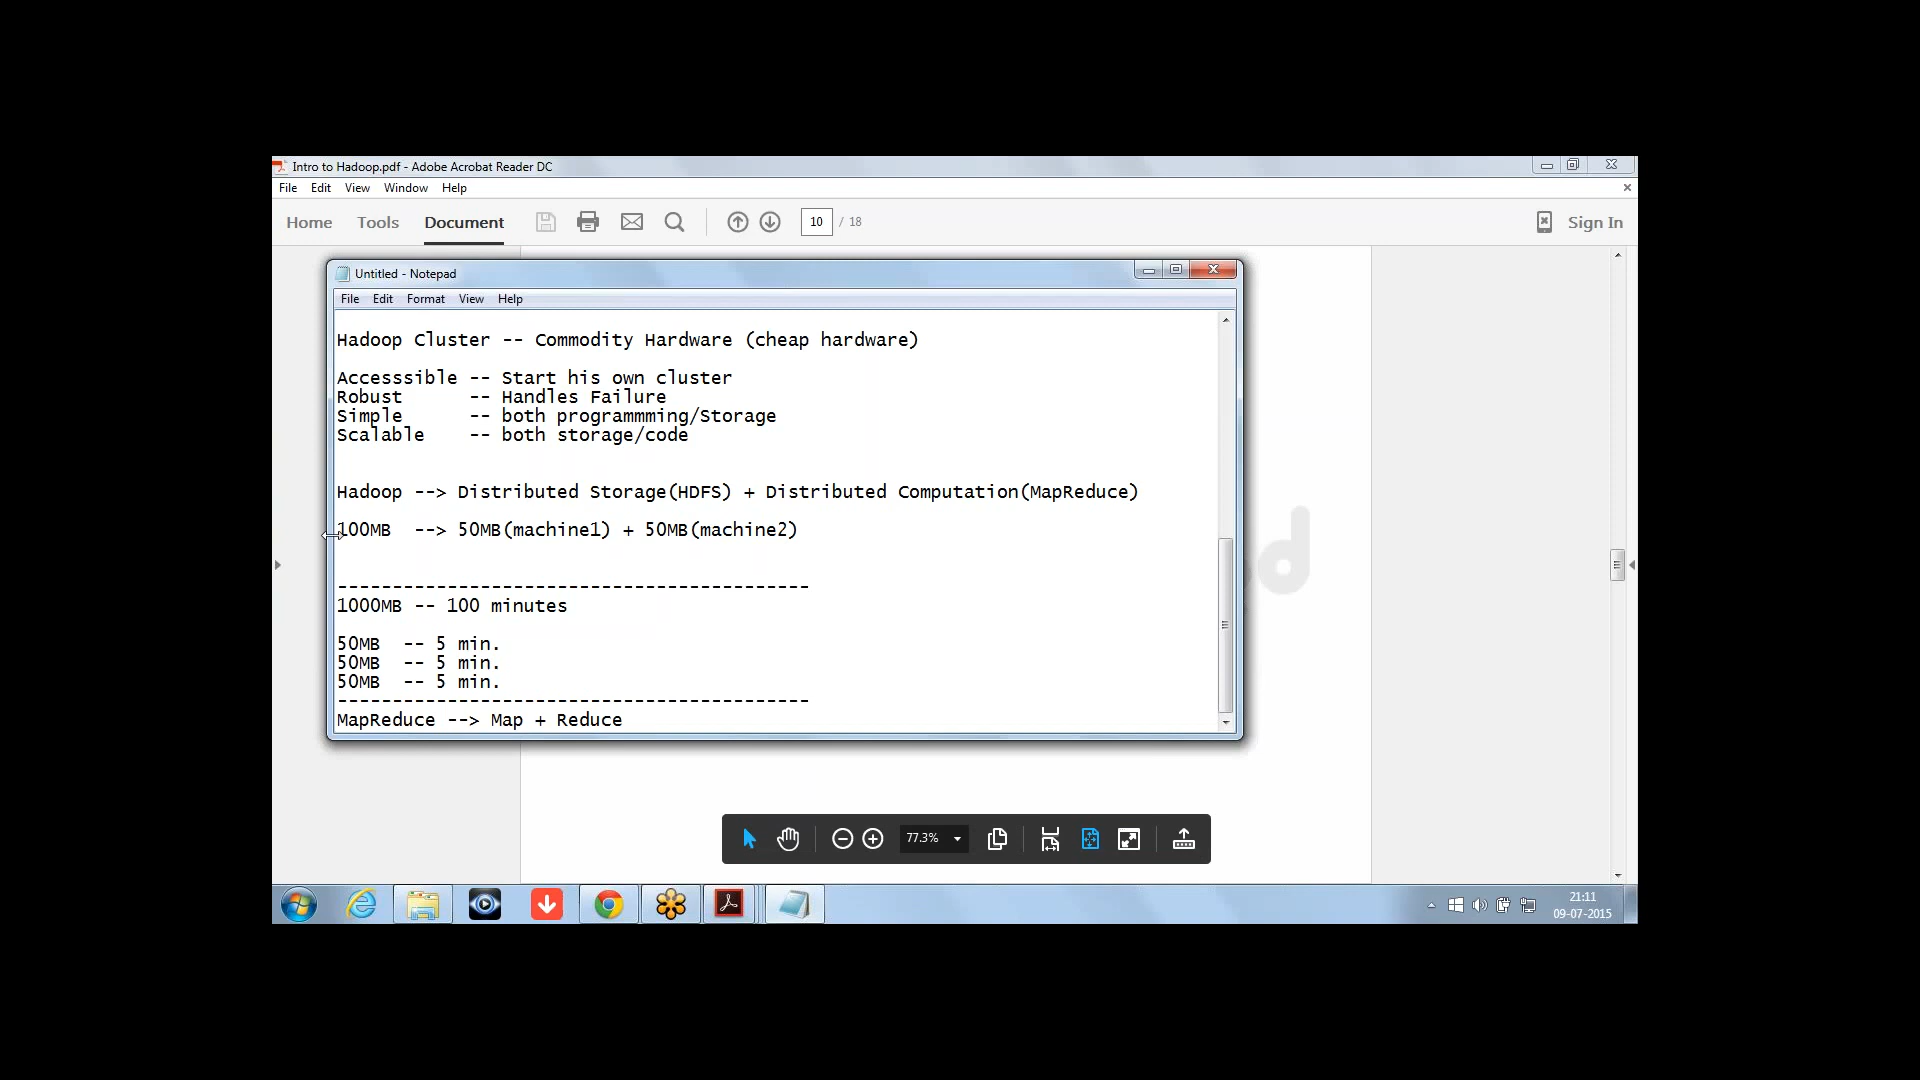 Intro to Hadoop.pdf - Adobe Acrobat Reader DC
File Edit View Window Help
Home Tools Document 10 / 18 Sign In
Untitled - Notepad
File Edit Format View Help
Hadoop Cluster -- Commodity Hardware (cheap hardware)
Accesssible -- Start his own cluster
Robust -- Handles Failure
Simple -- both programmming/Storage
Scalable -- both storage/code
Hadoop --> Distributed Storage(HDFS) + Distributed Computation(MapReduce)
100MB --> 50MB(machine1) + 50MB(machine2)
-------------------------------------------
1000MB -- 100 minutes
50MB -- 5 min.
50MB -- 5 min.
50MB -- 5 min.
-------------------------------------------
MapReduce --> Map + Reduce
d
77.3%
21:11
09-07-2015